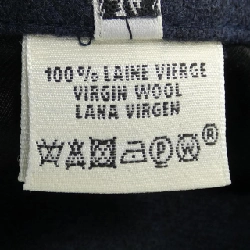 100% LAINE VIERGE
VIRGIN WOOL
LANA VIRGEN
P W ®